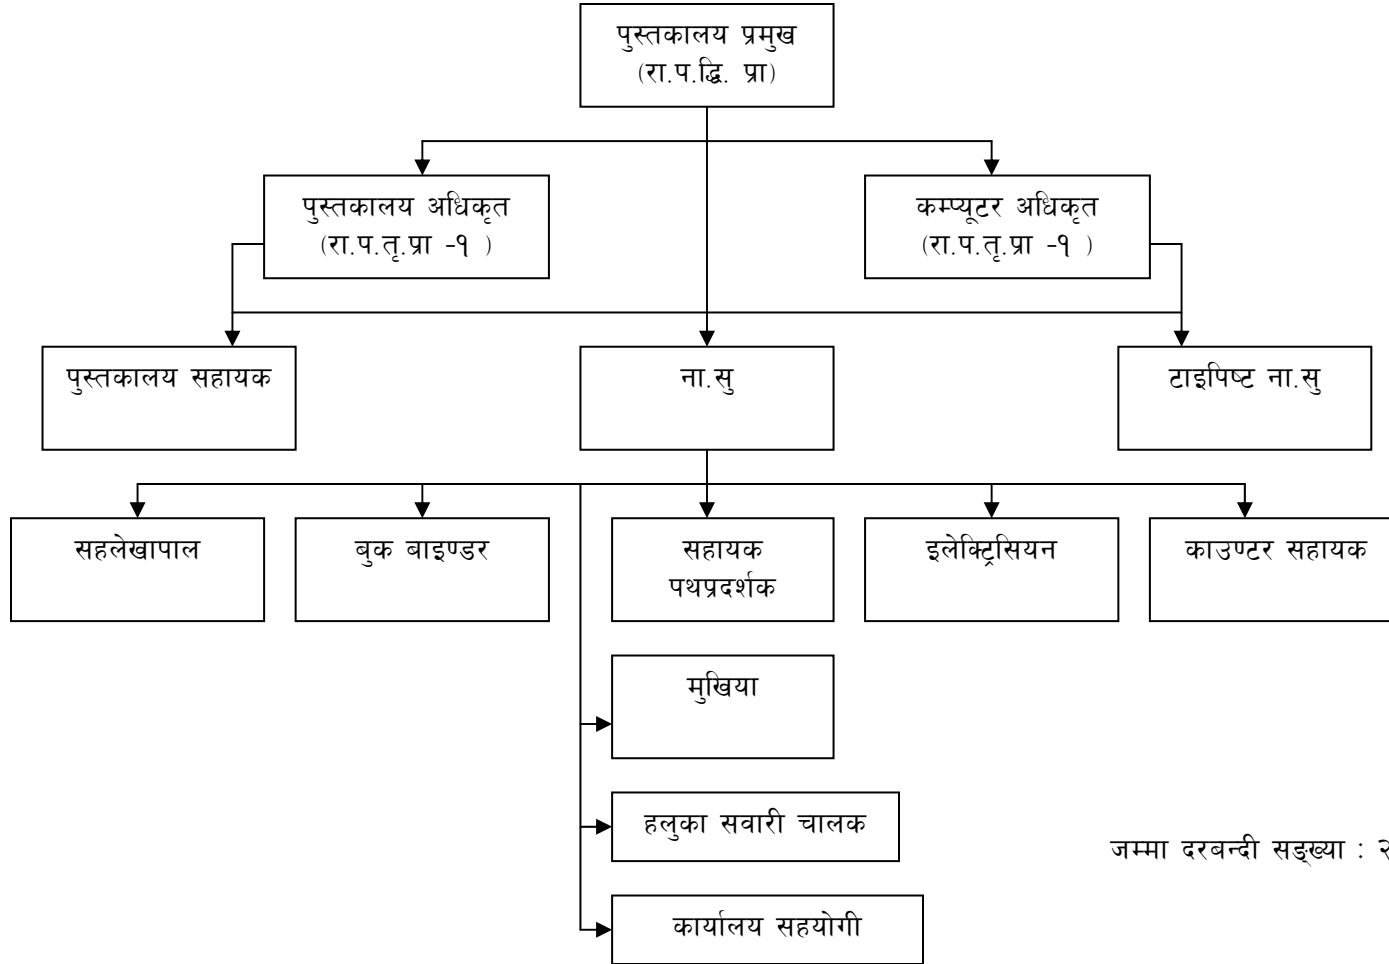 पुस्तकालय प्रमुख
(रा.प.द्धि. प्रा)
पुस्तकालय अधिकृत
(रा.प.तृ.प्रा -१ )
कम्प्यूटर अधिकृत
(रा.प.तृ.प्रा -१ )
पुस्तकालय सहायक
ना.सु
टाइपिष्ट ना.सु
सहलेखापाल
बुक बाइण्डर
सहायक
पथप्रदर्शक
इलेक्ट्रिसियन
काउण्टर सहायक
मुखिया
हलुका सवारी चालक
जम्मा दरबन्दी सङ्ख्या :
कार्यालय सहयोगी